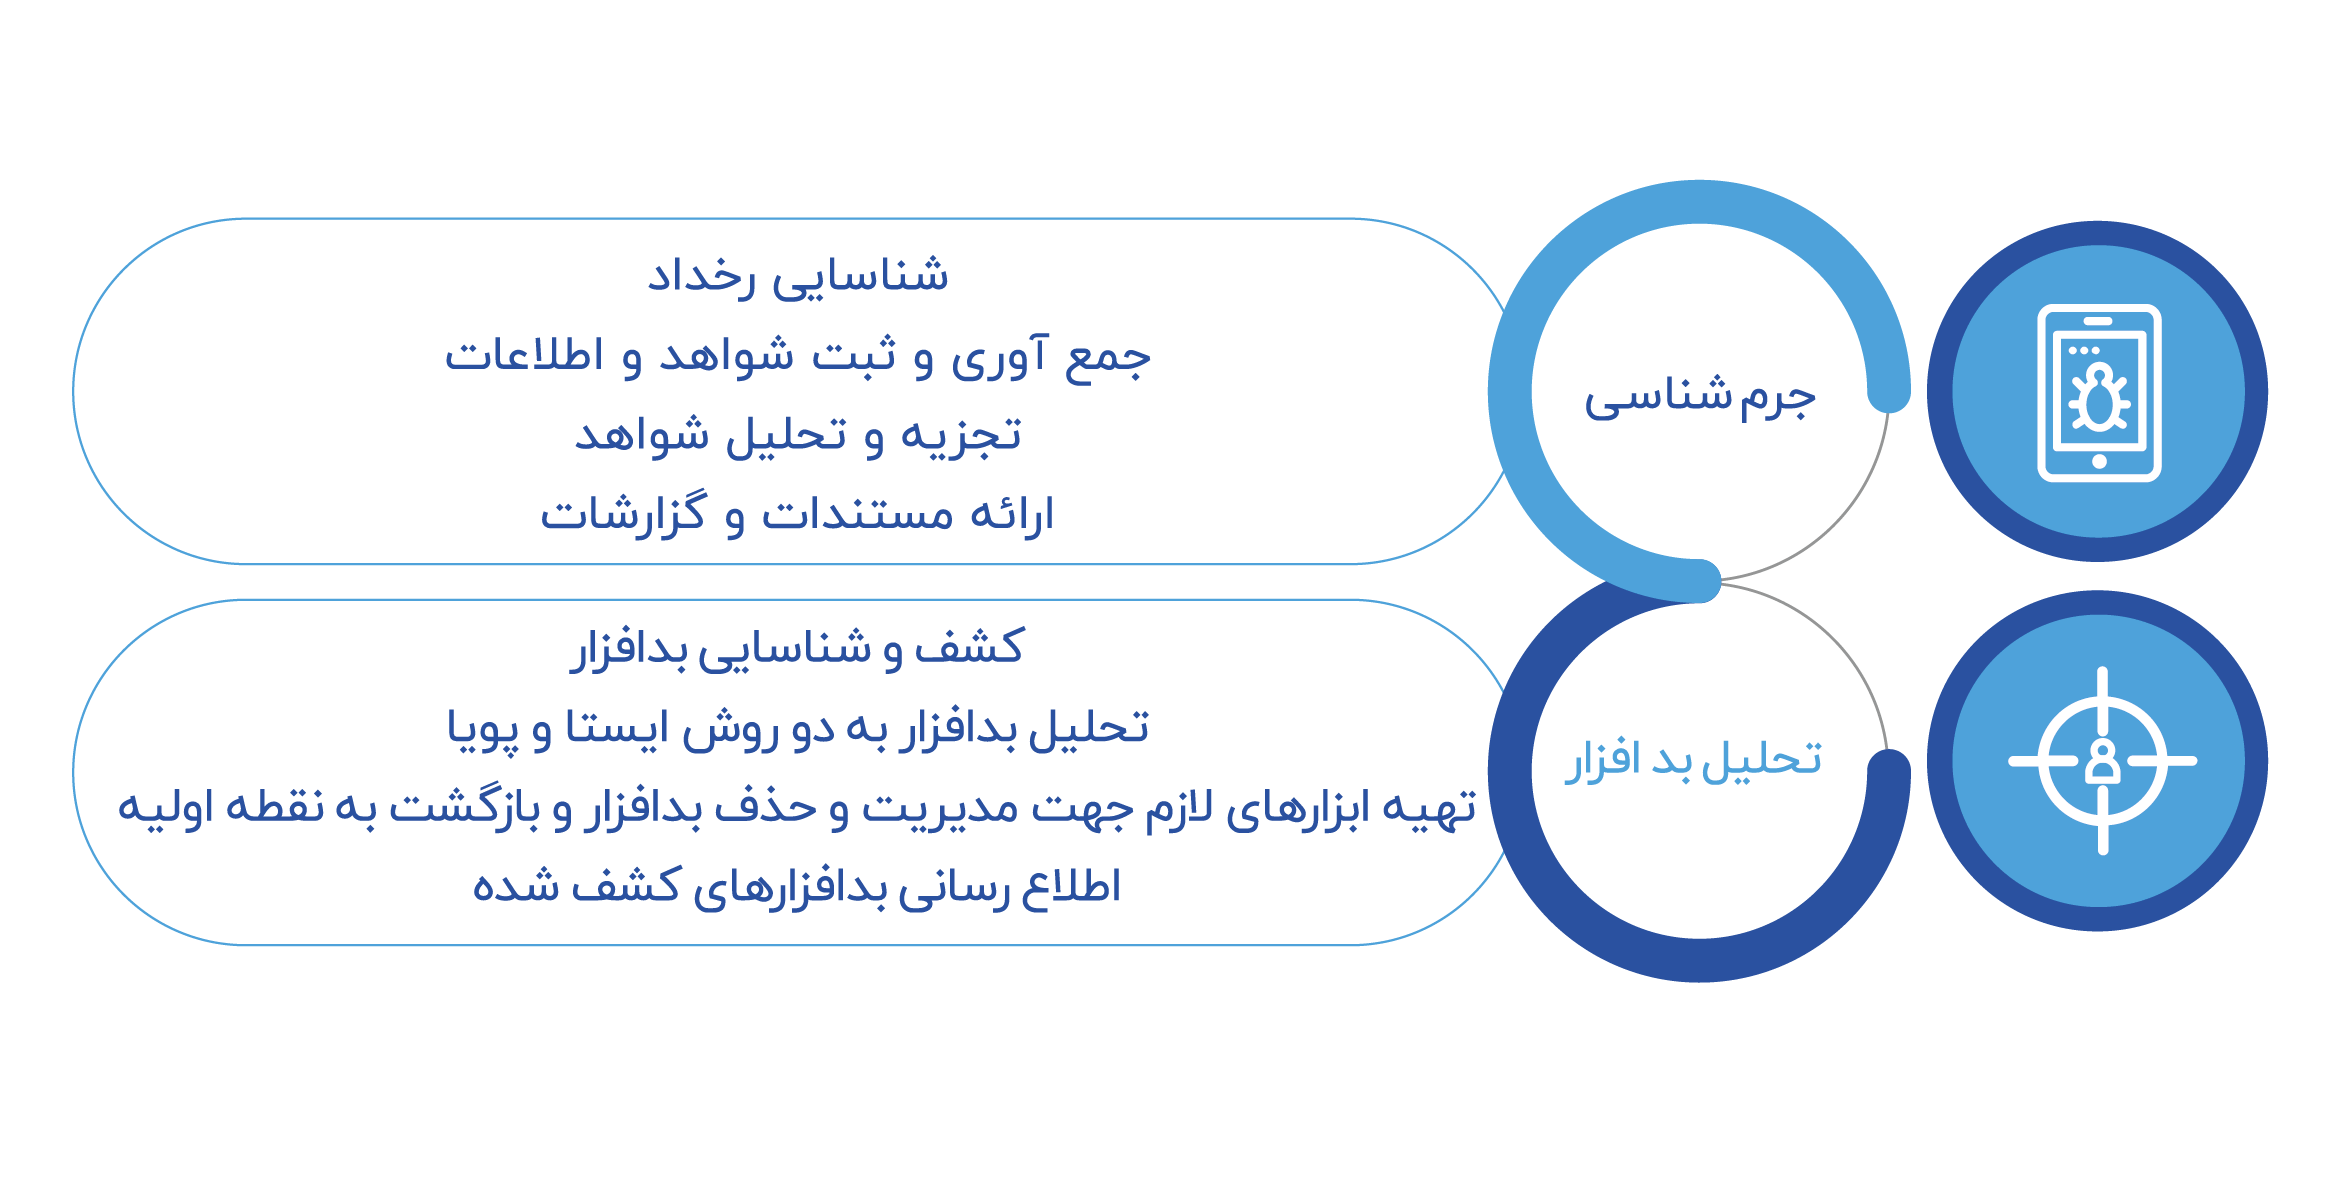 جرم‌شناسی
شناسایی رخداد
جمع آوری و ثبت شواهد و اطلاعات
تجزیه و تحلیل شواهد
ارائه مستندات و گزارشات
تحلیل بد افزار
کشف و شناسایی بدافزار
تحلیل بدافزار به دو روش ایستا و پویا
تهیه ابزارهای لازم جهت مدیریت و حذف بدافزار و بازگشت به نقطه اولیه
اطلاع رسانی بدافزارهای کشف شده